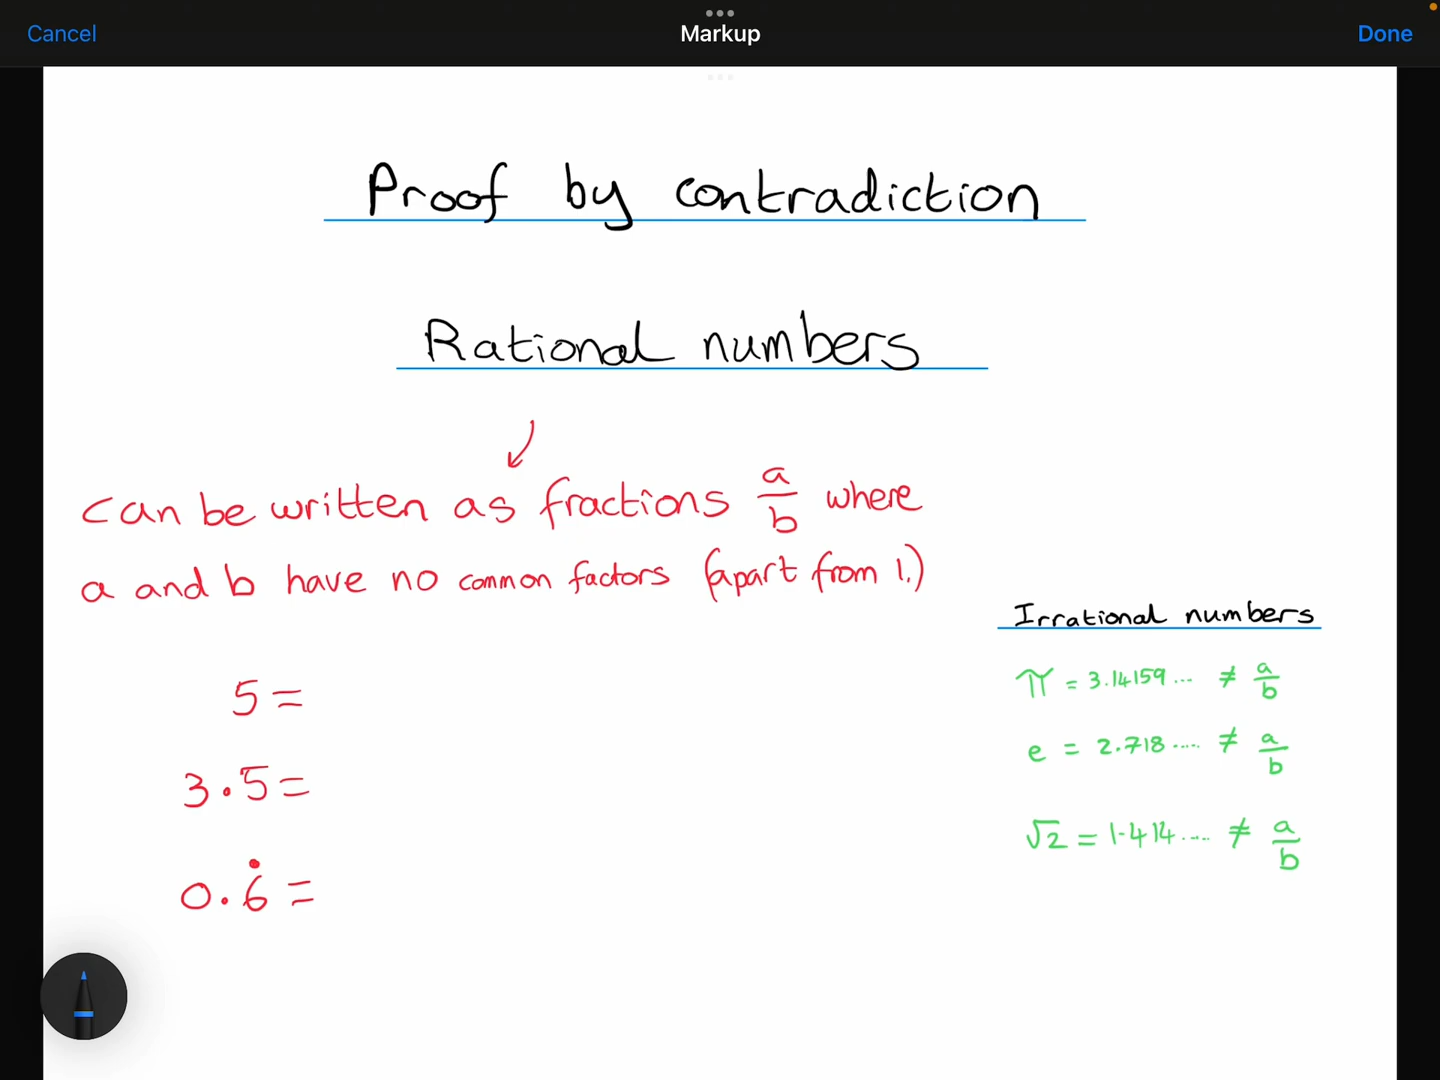 Cancel
Markup
Done
Proof by contradiction
Rational numbers
can be written as fractions a/b where
a and b have no common factors (apart from 1.)
5 =
3.5 =
0.6̇ =
Irrational numbers
π = 3.14159... ≠ a/b
e = 2.718..... ≠ a/b
√2 = 1.414.... ≠ a/b